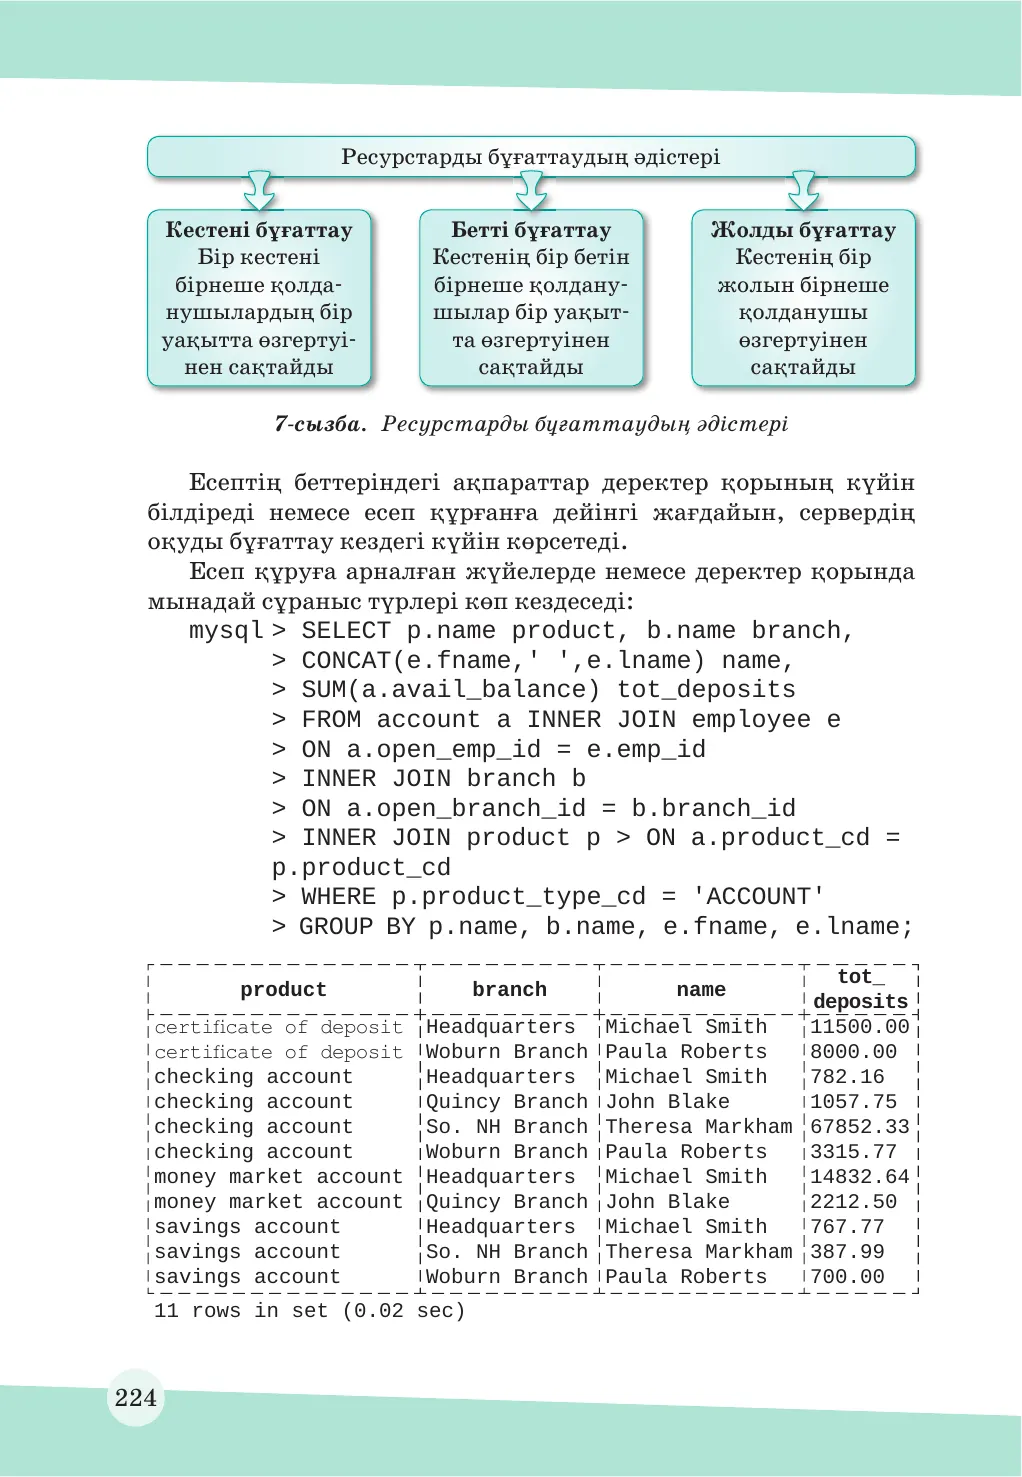 Ресурстарды бұғаттаудың әдістері
Кестені бұғаттау
Бір кестені
бірнеше қолда-
нушылардың бір
уақытта өзгертуі-
нен сақтайды
Бетті бұғаттау
Кестенің бір бетін
бірнеше қолдану-
шылар бір уақыт-
та өзгертуінен
сақтайды
Жолды бұғаттау
Кестенің бір
жолын бірнеше
қолданушы
өзгертуінен
сақтайды
7-сызба. Ресурстарды бұғаттаудың әдістері
Есептің беттеріндегі ақпараттар деректер қорының күйін
білдіреді немесе есеп құрғанға дейінгі жағдайын, сервердің
оқуды бұғаттау кездегі күйін көрсетеді.
Есеп құруға арналған жүйелерде немесе деректер қорында
мынадай сұраныс түрлері көп кездеседі:
mysql > SELECT p.name product, b.name branch,
> CONCAT(e.fname,' ',e.lname) name,
> SUM(a.avail_balance) tot_deposits
> FROM account a INNER JOIN employee e
> ON a.open_emp_id = e.emp_id
> INNER JOIN branch b
> ON a.open_branch_id = b.branch_id
> INNER JOIN product p > ON a.product_cd =
p.product_cd
> WHERE p.product_type_cd = 'ACCOUNT'
> GROUP BY p.name, b.name, e.fname, e.lname;
product branch name tot_
deposits
certificate of deposit Headquarters Michael Smith 11500.00
certificate of deposit Woburn Branch Paula Roberts 8000.00
checking account Headquarters Michael Smith 782.16
checking account Quincy Branch John Blake 1057.75
checking account So. NH Branch Theresa Markham 67852.33
checking account Woburn Branch Paula Roberts 3315.77
money market account Headquarters Michael Smith 14832.64
money market account Quincy Branch John Blake 2212.50
savings account Headquarters Michael Smith 767.77
savings account So. NH Branch Theresa Markham 387.99
savings account Woburn Branch Paula Roberts 700.00
11 rows in set (0.02 sec)
224